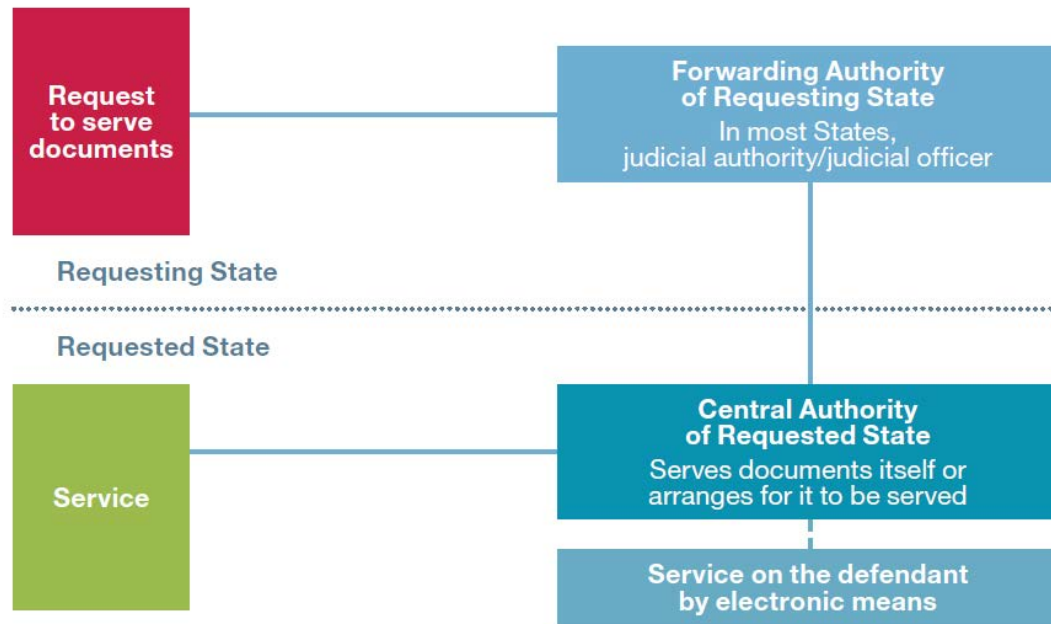 Request
to serve
documents
Forwarding Authority
of Requesting State
In most States,
judicial authority/judicial officer
Requesting State
Requested State
Service
Central Authority
of Requested State
Serves documents itself or
arranges for it to be served
Service on the defendant
by electronic means